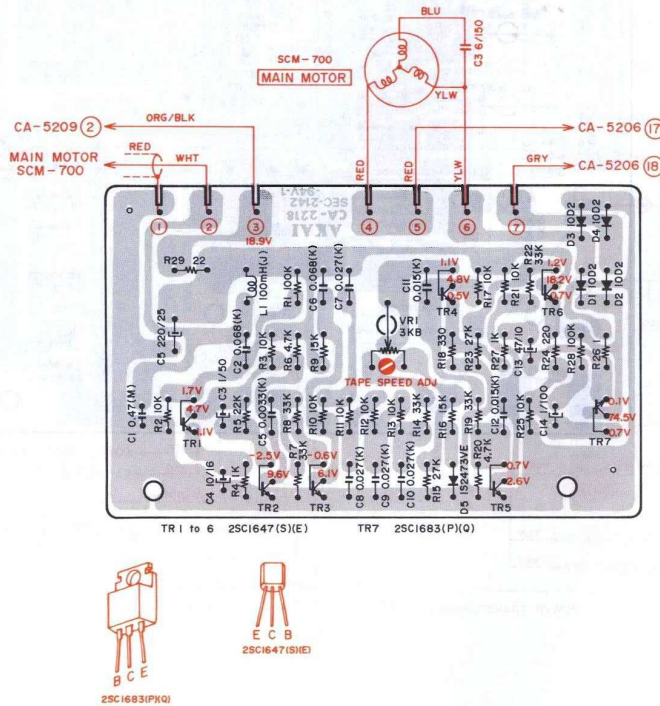 BLU
C3 6/150
SCM-700
MAIN MOTOR
YLW
ORG/BLK
CA-5209 2
RED
MAIN MOTOR
SCM-700
WHT
RED
RED
YLW
CA-5206 17
GRY
CA-5206 18
1
2
3
4
5
6
7
18.9V
AKAI
CA-2218
SEC-2142
-94V-1
R29 22
C5 220/25
L1 100mH(J)
C2 0.068(K)
R1 100K
R3 10K
C6 0.068(K)
R6 4.7K
C7 0.027(K)
R9 15K
VR1
3KB
TAPE SPEED ADJ
C11 0.015(K)
1.1V
4.8V
0.5V
TR4
R17 10K
R21 10K
R22 33K
1.2V
18.2V
0.7V
TR6
D3 10D2
D4 10D2
D1 10D2
D2 10D2
R18 330
R23 27K
R27 1K
C13 47/10
R24 220
R28 100K
R26 1
C1 0.47(M)
R2 10K
1.7V
4.7V
1.1V
TR1
C3 1/50
R5 22K
C5 0.0033(K)
R8 33K
R10 10K
R11 10K
R12 10K
R13 10K
R14 33K
R16 15K
R19 33K
C12 0.015(K)
R25 10K
C14 1/100
0.1V
74.5V
0.7V
TR7
C4 10/16
R4 1K
-2.5V
9.6V
TR2
R7 33K
-0.6V
6.1V
TR3
C8 0.027(K)
C9 0.027(K)
C10 0.027(K)
R15 27K
D5 1S2473VE
R20 4.7K
0.7V
2.6V
TR5
TR1 to 6 2SC1647(S)(E)
TR7 2SC1683(P)(Q)
B C E
2SC1683(P)(Q)
E C B
2SC1647(S)(E)